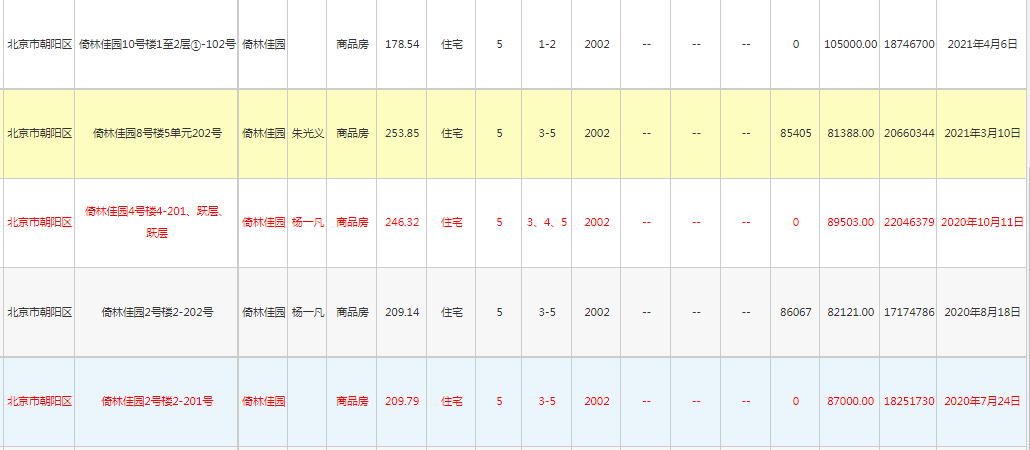 北京市朝阳区 倚林佳园10号楼1至2层①-102号 倚林佳园 商品房 178.54 住宅 5 1-2 2002 -- -- -- 0 105000.00 18746700 2021年4月6日
北京市朝阳区 倚林佳园8号楼5单元202号 倚林佳园 朱光义 商品房 253.85 住宅 5 3-5 2002 -- -- -- 85405 81388.00 20660344 2021年3月10日
北京市朝阳区 倚林佳园4号楼4-201、跃层、
跃层 倚林佳园 杨一凡 商品房 246.32 住宅 5 3、4、5 2002 -- -- -- 0 89503.00 22046379 2020年10月11日
北京市朝阳区 倚林佳园2号楼2-202号 倚林佳园 杨一凡 商品房 209.14 住宅 5 3-5 2002 -- -- -- 86067 82121.00 17174786 2020年8月18日
北京市朝阳区 倚林佳园2号楼2-201号 倚林佳园 商品房 209.79 住宅 5 3-5 2002 -- -- -- 0 87000.00 18251730 2020年7月24日